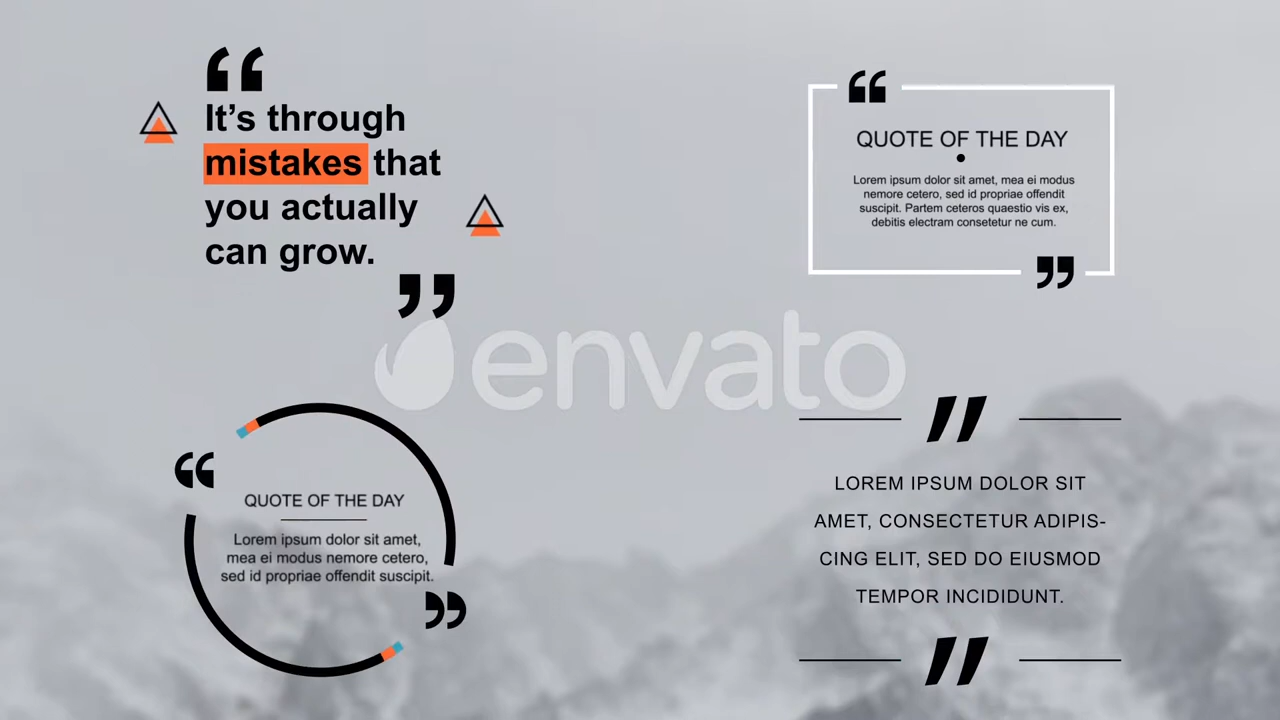 “
It’s through
mistakes that
you actually
can grow.
”
“
QUOTE OF THE DAY
Lorem ipsum dolor sit amet, mea ei modus
nemore cetero, sed id propriae offendit
suscipit. Partem ceteros quaestio vis ex,
debitis electram consetetur ne cum.
”
envato
“
QUOTE OF THE DAY
Lorem ipsum dolor sit amet,
mea ei modus nemore cetero,
sed id propriae offendit suscipit.
”
"
LOREM IPSUM DOLOR SIT
AMET, CONSECTETUR ADIPIS-
CING ELIT, SED DO EIUSMOD
TEMPOR INCIDIDUNT.
"